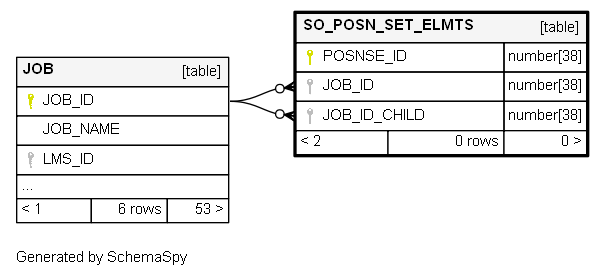 SO_POSN_SET_ELMTS [table]
POSNSE_ID number[38]
JOB_ID number[38]
JOB_ID_CHILD number[38]
< 2 0 rows 0 >
JOB [table]
JOB_ID
JOB_NAME
LMS_ID
...
< 1 6 rows 53 >
Generated by SchemaSpy